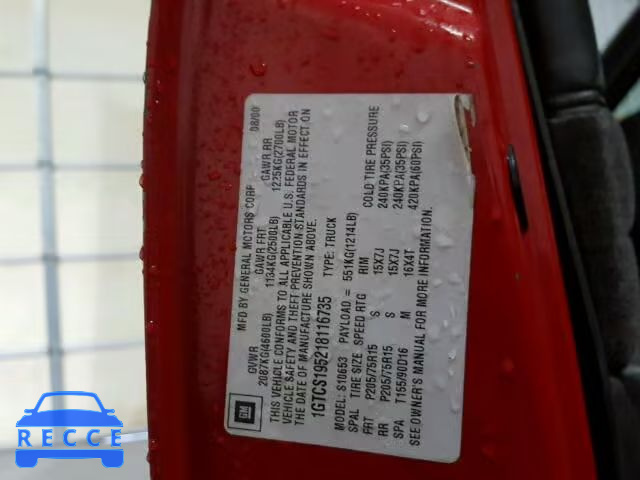 MFD BY GENERAL MOTORS CORP 08/00
GVWR GAWR FRT GAWR RR
2087KG(4600LB) 1134KG(2500LB) 1225KG(2700LB)
THIS VEHICLE CONFORMS TO ALL APPLICABLE U.S. FEDERAL MOTOR
VEHICLE SAFETY AND THEFT PREVENTION STANDARDS IN EFFECT ON
THE DATE OF MANUFACTURE SHOWN ABOVE.
1GTCS195218116735 TYPE: TRUCK
MODEL: S10653 PAYLOAD = 551KG(1214LB)
SPAL TIRE SIZE SPEED RTG RIM COLD TIRE PRESSURE
FRT P205/75R15 S 15X7J 240KPA(35PSI)
RR P205/75R15 S 15X7J 240KPA(35PSI)
SPA T155/90D16 M 16X4T 420KPA(60PSI)
SEE OWNER'S MANUAL FOR MORE INFORMATION.
GM
RECCE